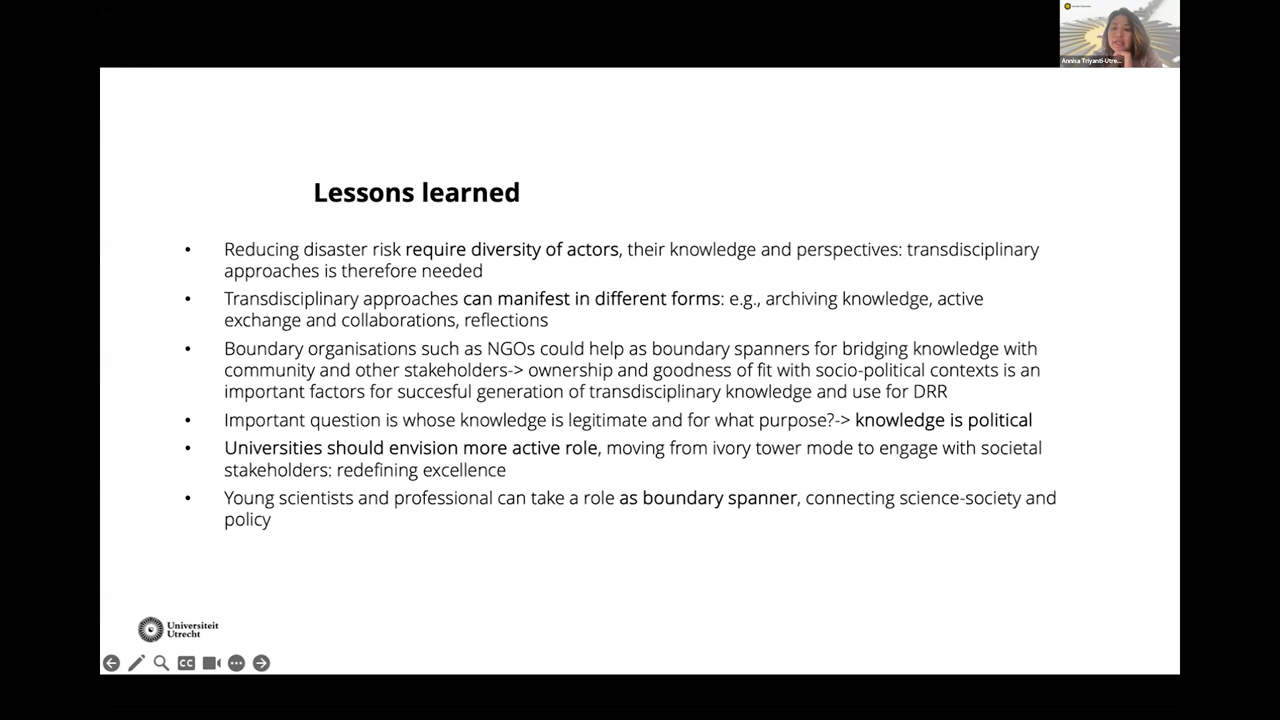 Annisa Triyanti-Utre...
Lessons learned
• Reducing disaster risk require diversity of actors, their knowledge and perspectives: transdisciplinary
approaches is therefore needed
• Transdisciplinary approaches can manifest in different forms: e.g., archiving knowledge, active
exchange and collaborations, reflections
• Boundary organisations such as NGOs could help as boundary spanners for bridging knowledge with
community and other stakeholders-> ownership and goodness of fit with socio-political contexts is an
important factors for succesful generation of transdisciplinary knowledge and use for DRR
• Important question is whose knowledge is legitimate and for what purpose?-> knowledge is political
• Universities should envision more active role, moving from ivory tower mode to engage with societal
stakeholders: redefining excellence
• Young scientists and professional can take a role as boundary spanner, connecting science-society and
policy
Universiteit
Utrecht
CC